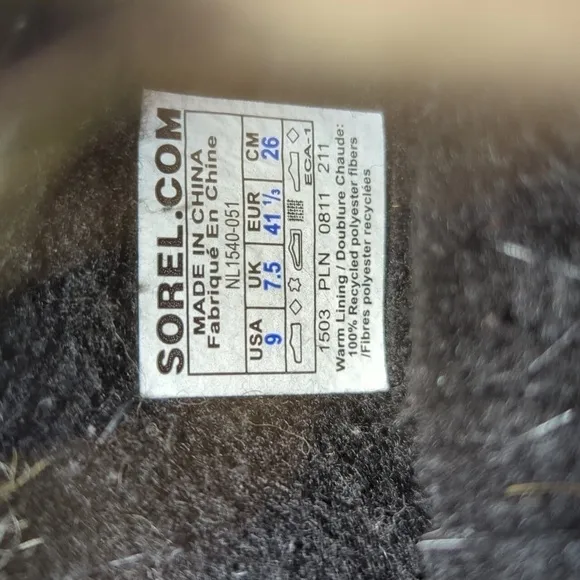 SOREL.COM
MADE IN CHINA
Fabriqué En Chine
NL1540-051
USA UK EUR CM
9 7.5 41 1/3 26
ECA-1
1503 PLN 0811 211
Warm Lining / Doublure Chaude:
100% Recycled polyester fibers
/Fibres polyester recyclées